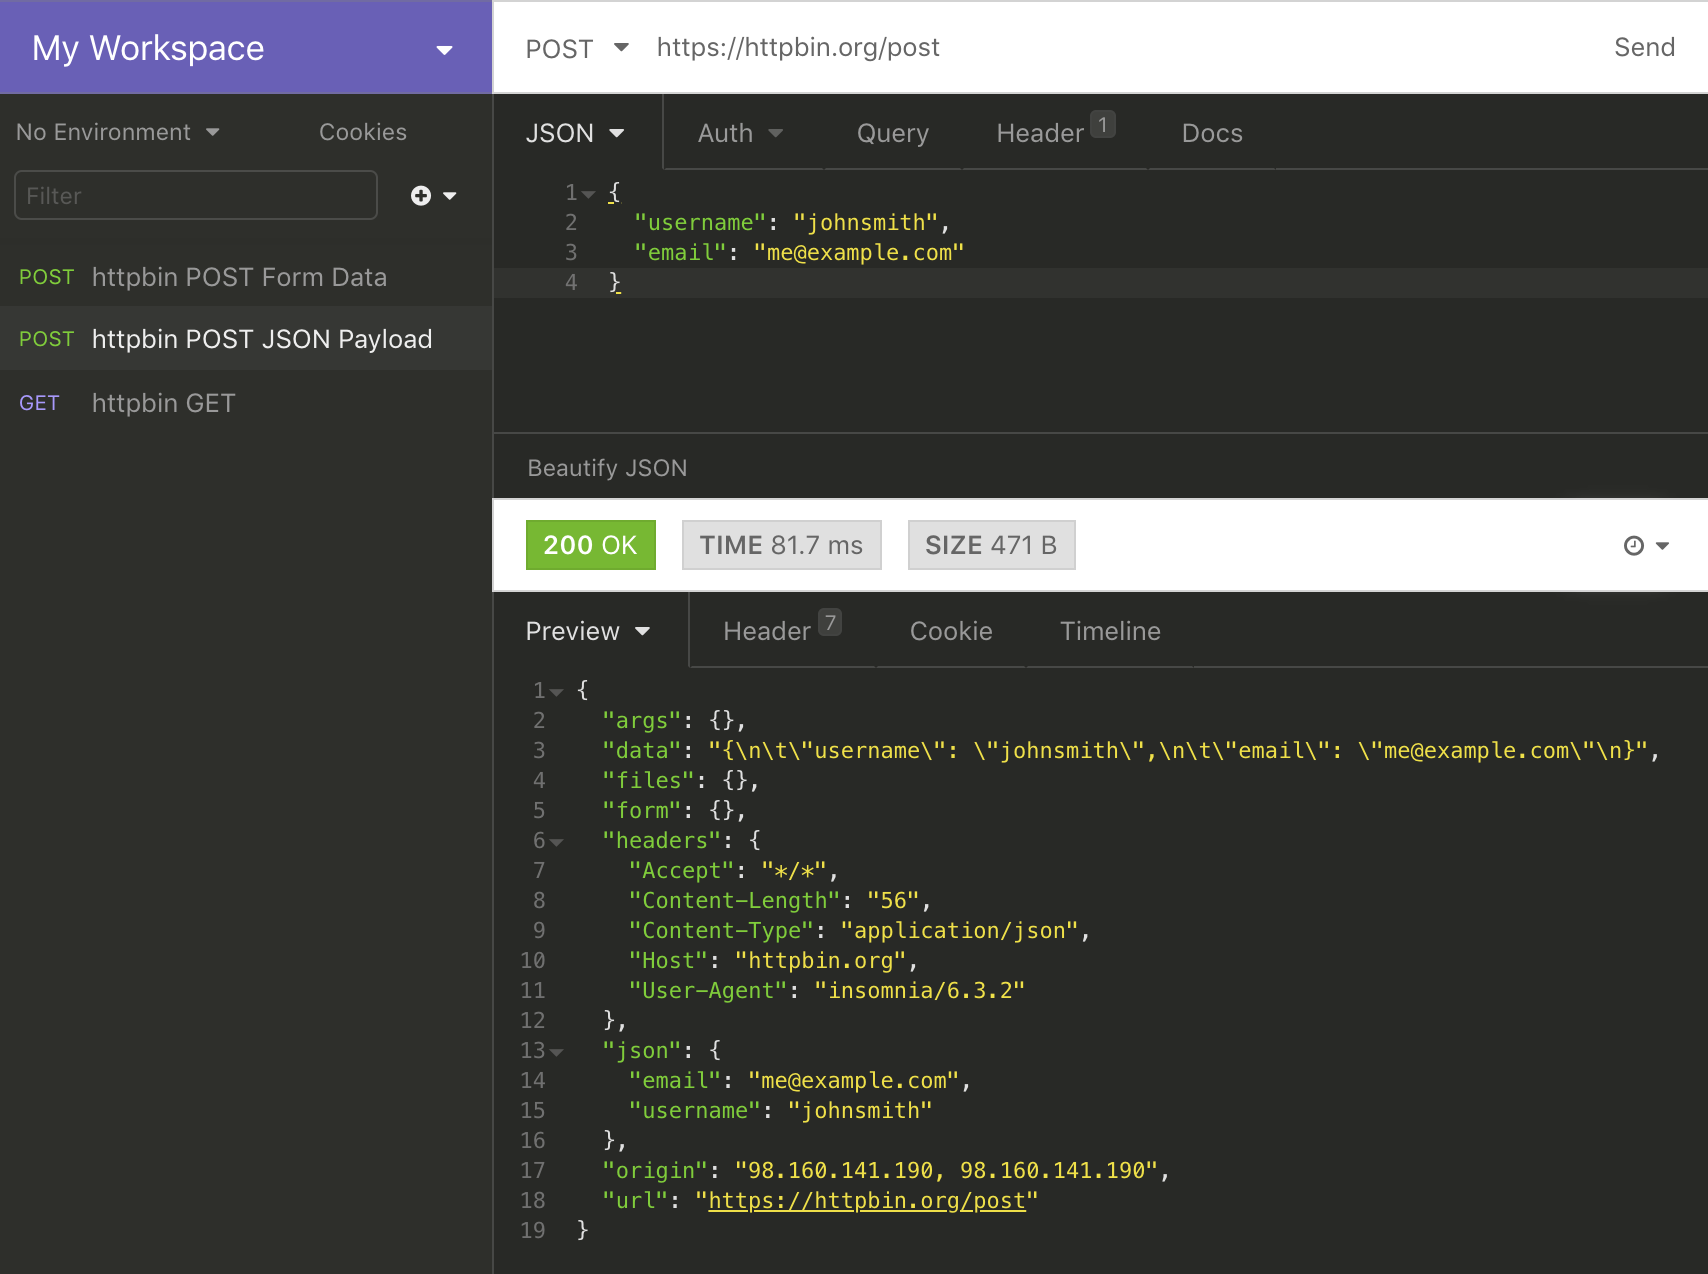 My Workspace
POST https://httpbin.org/post Send
No Environment Cookies
Filter
POST httpbin POST Form Data
POST httpbin POST JSON Payload
GET httpbin GET
JSON Auth Query Header 1 Docs
1 {
2 "username": "johnsmith",
3 "email": "me@example.com"
4 }
Beautify JSON
200 OK TIME 81.7 ms SIZE 471 B
Preview Header 7 Cookie Timeline
1 {
2 "args": {},
3 "data": "{\n\t\"username\": \"johnsmith\",\n\t\"email\": \"me@example.com\"\n}",
4 "files": {},
5 "form": {},
6 "headers": {
7 "Accept": "*/*",
8 "Content-Length": "56",
9 "Content-Type": "application/json",
10 "Host": "httpbin.org",
11 "User-Agent": "insomnia/6.3.2"
12 },
13 "json": {
14 "email": "me@example.com",
15 "username": "johnsmith"
16 },
17 "origin": "98.160.141.190, 98.160.141.190",
18 "url": "https://httpbin.org/post"
19 }